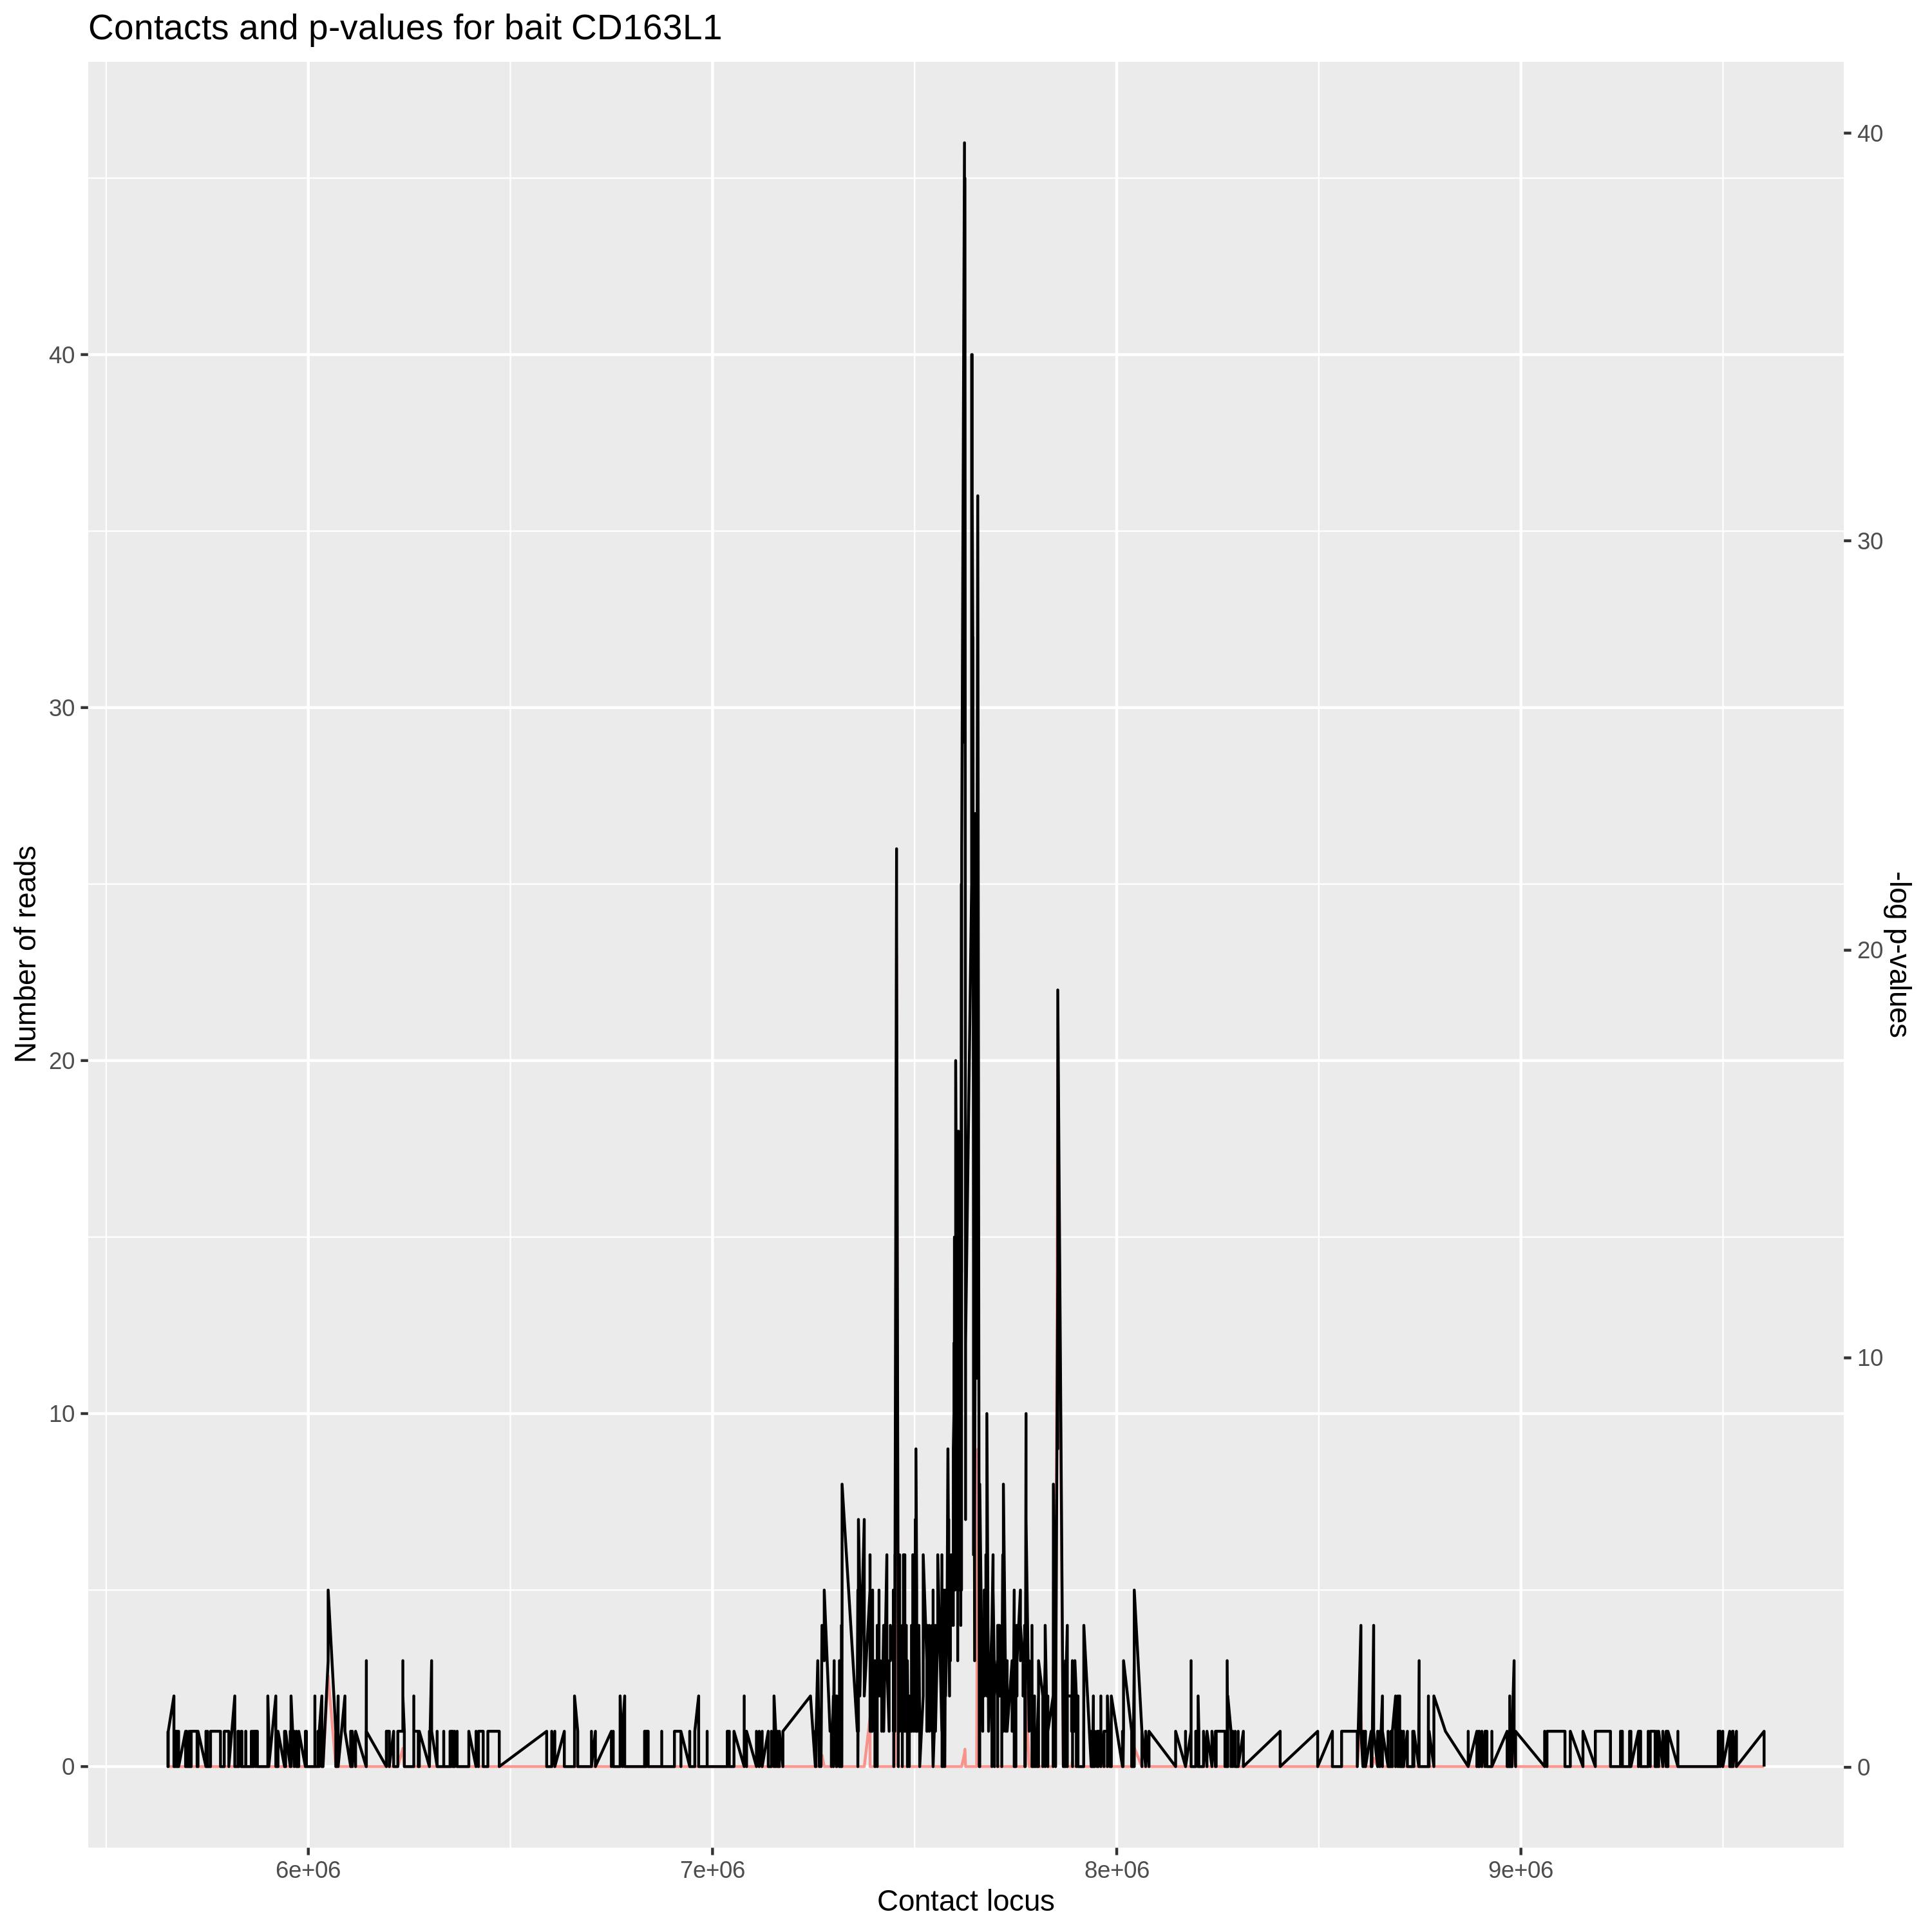 Contacts and p-values for bait CD163L1
Number of reads
40
30
20
10
0
40
30
20
10
0
-log p-values
6e+06
7e+06
8e+06
9e+06
Contact locus